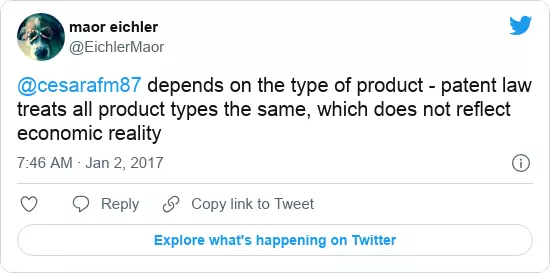 maor eichler
@EichlerMaor
@cesarafm87 depends on the type of product - patent law
treats all product types the same, which does not reflect
economic reality
7:46 AM · Jan 2, 2017
Reply
Copy link to Tweet
Explore what's happening on Twitter